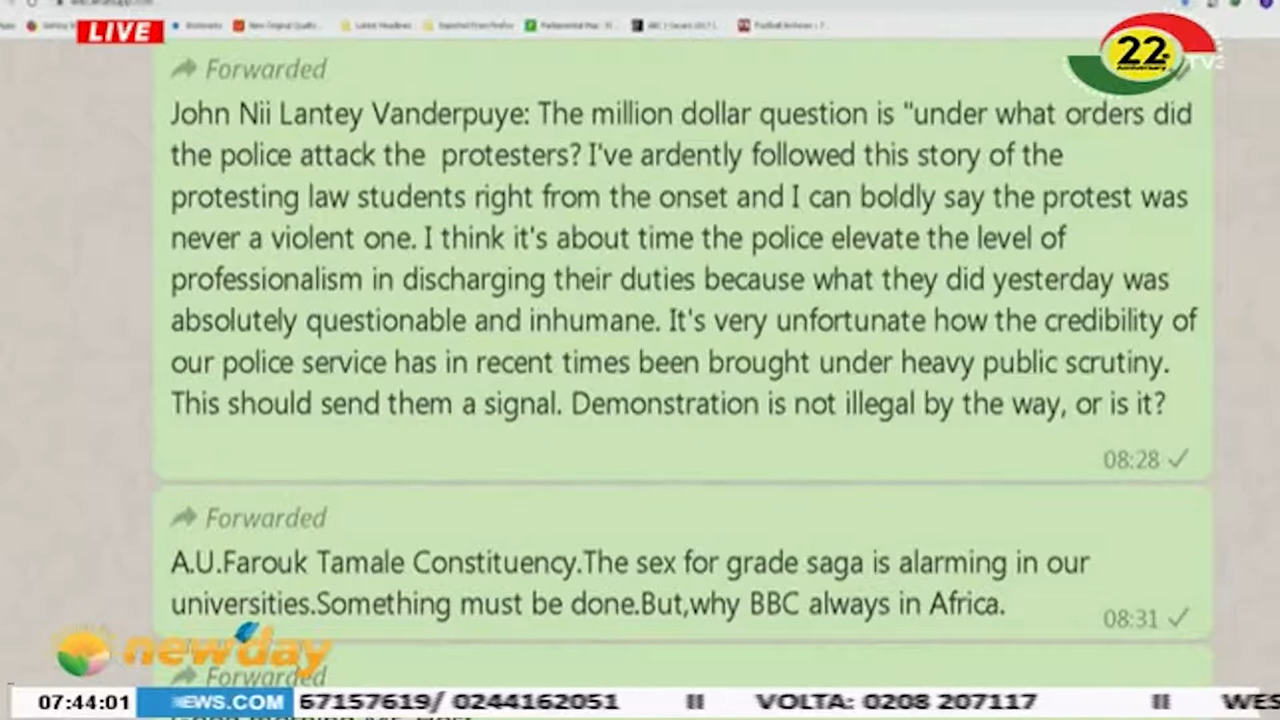 LIVE
22
Anniversary
TV3
Forwarded
John Nii Lantey Vanderpuye: The million dollar question is "under what orders did
the police attack the protesters? I've ardently followed this story of the
protesting law students right from the onset and I can boldly say the protest was
never a violent one. I think it's about time the police elevate the level of
professionalism in discharging their duties because what they did yesterday was
absolutely questionable and inhumane. It's very unfortunate how the credibility of
our police service has in recent times been brought under heavy public scrutiny.
This should send them a signal. Demonstration is not illegal by the way, or is it?
08:28
Forwarded
A.U.Farouk Tamale Constituency.The sex for grade saga is alarming in our
universities.Something must be done.But,why BBC always in Africa.
08:31
newday
Forwarded
07:44:01 EWS.COM 67157619/ 0244162051 II VOLTA: 0208 207117 II WES